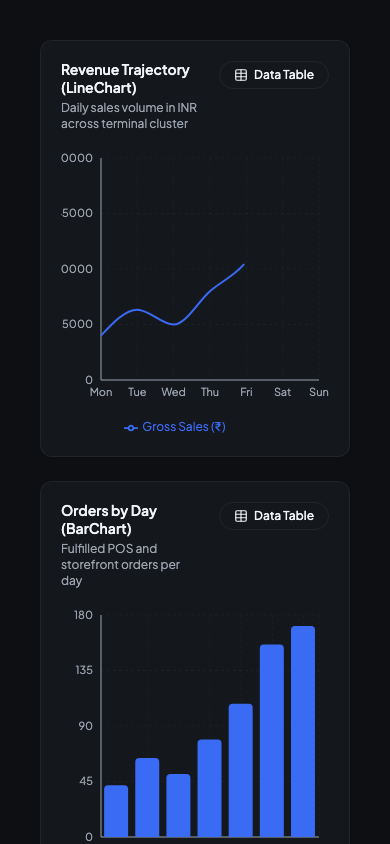 Revenue Trajectory
(LineChart)
Data Table
Daily sales volume in INR
across terminal cluster
0000
5000
0000
5000
0
Mon Tue Wed Thu Fri Sat Sun
Gross Sales (₹)
Orders by Day
(BarChart)
Data Table
Fulfilled POS and
storefront orders per
day
180
135
90
45
0